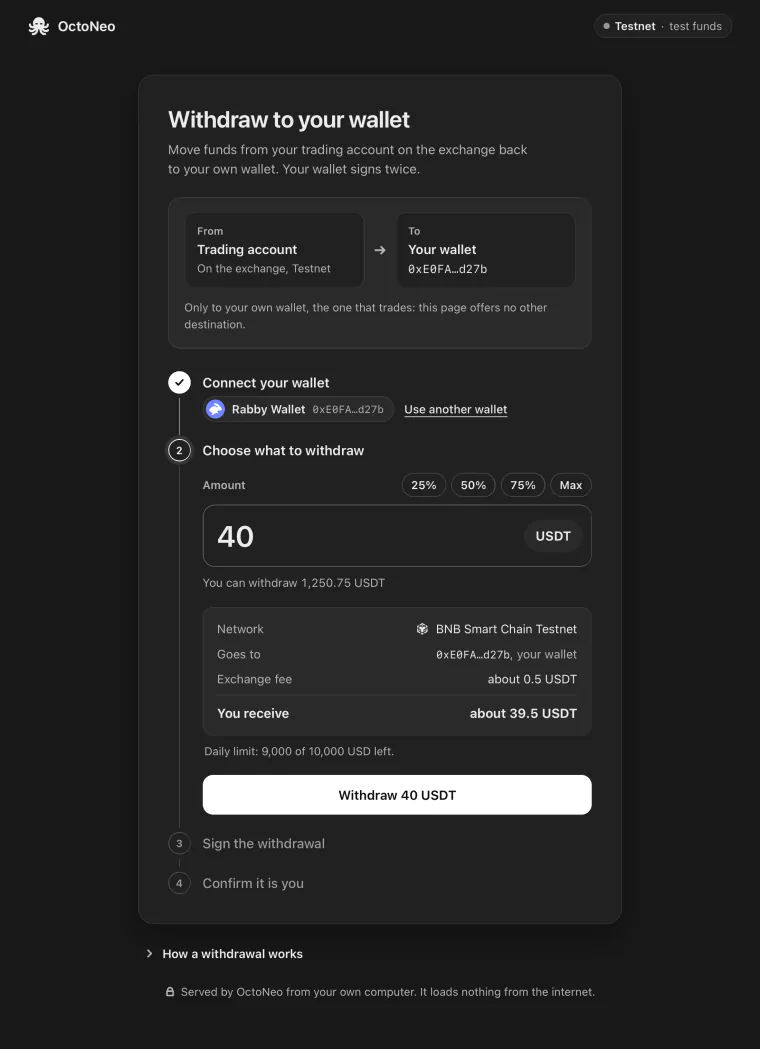 OctoNeo
Testnet · test funds
Withdraw to your wallet
Move funds from your trading account on the exchange back
to your own wallet. Your wallet signs twice.
From
Trading account
On the exchange, Testnet
→
To
Your wallet
0xE0FA…d27b
Only to your own wallet, the one that trades: this page offers no other
destination.
Connect your wallet
Rabby Wallet 0xE0FA…d27b Use another wallet
2 Choose what to withdraw
Amount 25% 50% 75% Max
40 USDT
You can withdraw 1,250.75 USDT
Network BNB Smart Chain Testnet
Goes to 0xE0FA…d27b, your wallet
Exchange fee about 0.5 USDT
You receive about 39.5 USDT
Daily limit: 9,000 of 10,000 USD left.
Withdraw 40 USDT
3 Sign the withdrawal
4 Confirm it is you
How a withdrawal works
Served by OctoNeo from your own computer. It loads nothing from the internet.